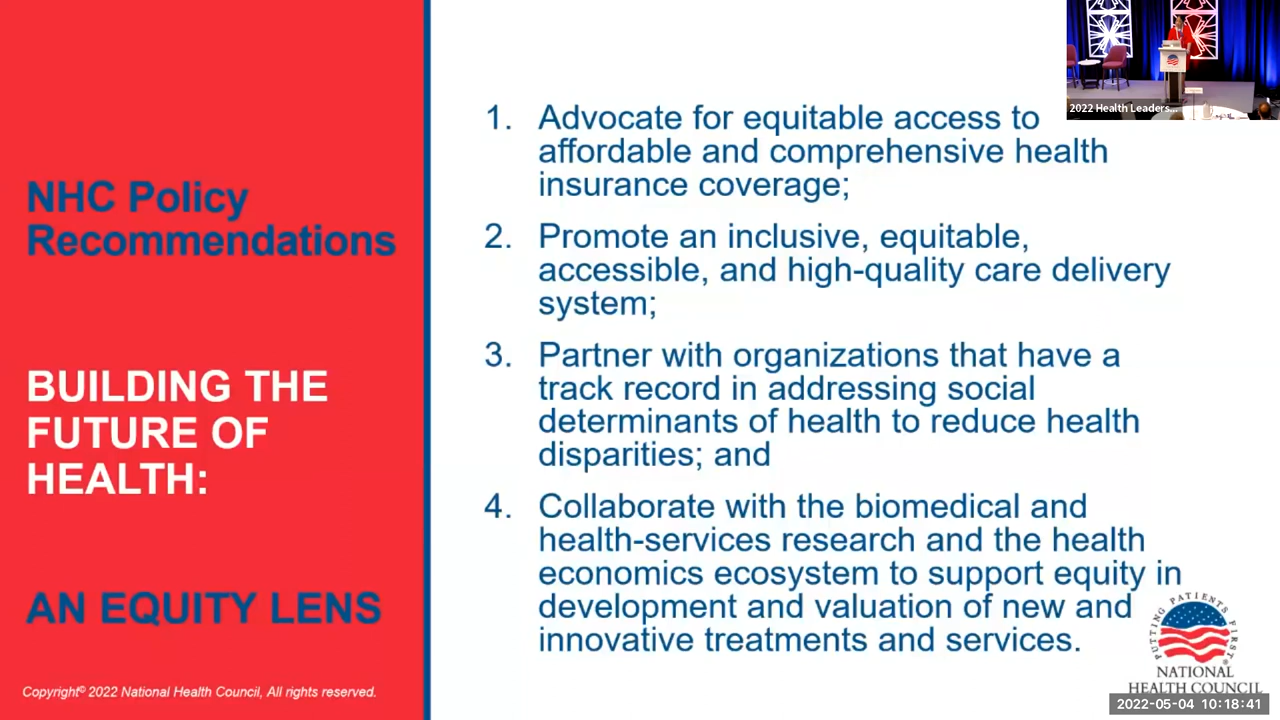 NHC Policy
Recommendations
BUILDING THE
FUTURE OF
HEALTH:
AN EQUITY LENS
Copyright© 2022 National Health Council, All rights reserved.
1. Advocate for equitable access to
affordable and comprehensive health
insurance coverage;
2. Promote an inclusive, equitable,
accessible, and high-quality care delivery
system;
3. Partner with organizations that have a
track record in addressing social
determinants of health to reduce health
disparities; and
4. Collaborate with the biomedical and
health-services research and the health
economics ecosystem to support equity in
development and valuation of new and
innovative treatments and services.
2022 Health Leaders...
PUTTING PATIENTS FIRST®
NATIONAL
HEALTH COUNCIL
2022-05-04 10:18:41